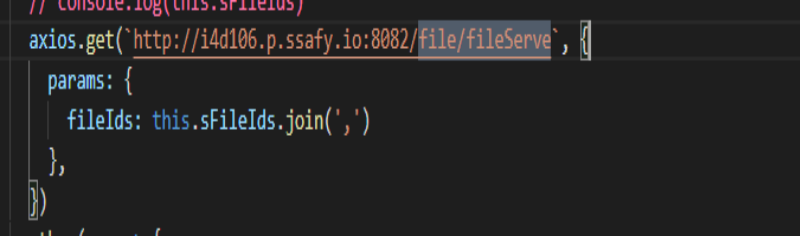 // console.log(this.sFileIds)
axios.get(`http://i4d106.p.ssafy.io:8082/file/fileServe`, {
params: {
fileIds: this.sFileIds.join(',')
},
})